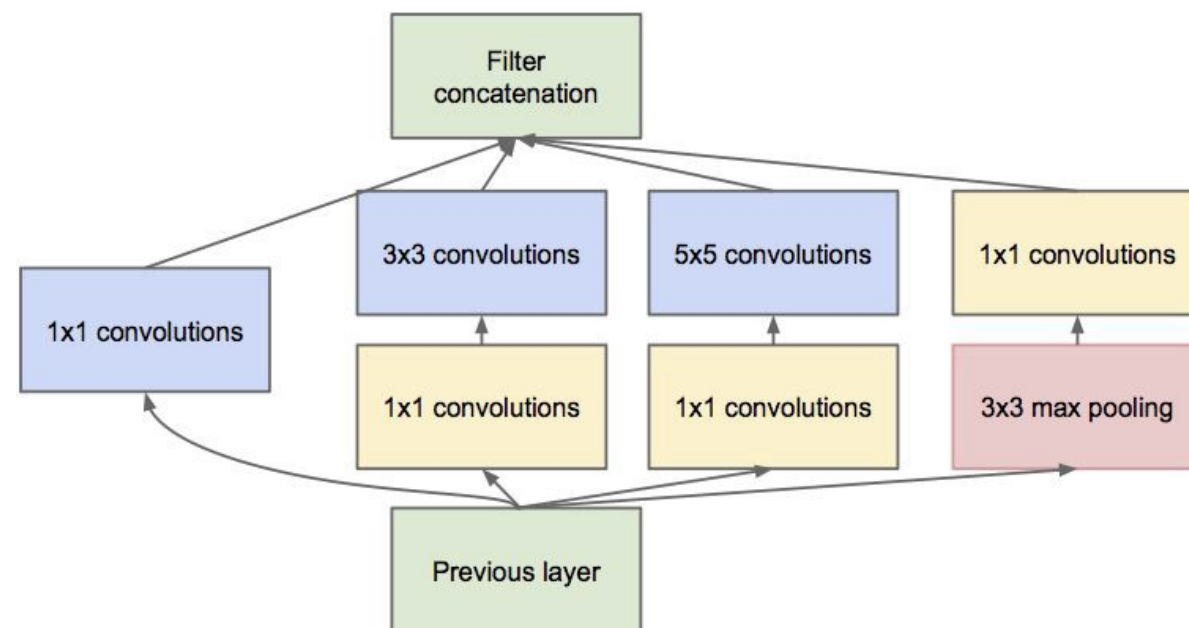 Filter
concatenation
3x3 convolutions
5x5 convolutions
1x1 convolutions
1x1 convolutions
1x1 convolutions
1x1 convolutions
3x3 max pooling
Previous layer